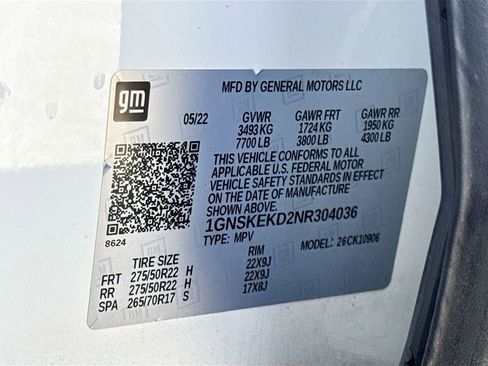 gm
MFD BY GENERAL MOTORS LLC
05/22 GVWR GAWR FRT GAWR RR
3493 KG 1724 KG 1950 KG
7700 LB 3800 LB 4300 LB
THIS VEHICLE CONFORMS TO ALL
APPLICABLE U.S. FEDERAL MOTOR
VEHICLE SAFETY STANDARDS IN EFFECT
ON THE DATE OF MANUFACTURE
SHOWN ABOVE.
1GNSKEKD2NR304036
8624
TYPE: MPV MODEL: 26CK10906
TIRE SIZE RIM
FRT 275/50R22 H 22X9J
RR 275/50R22 H 22X9J
SPA 265/70R17 S 17X8J